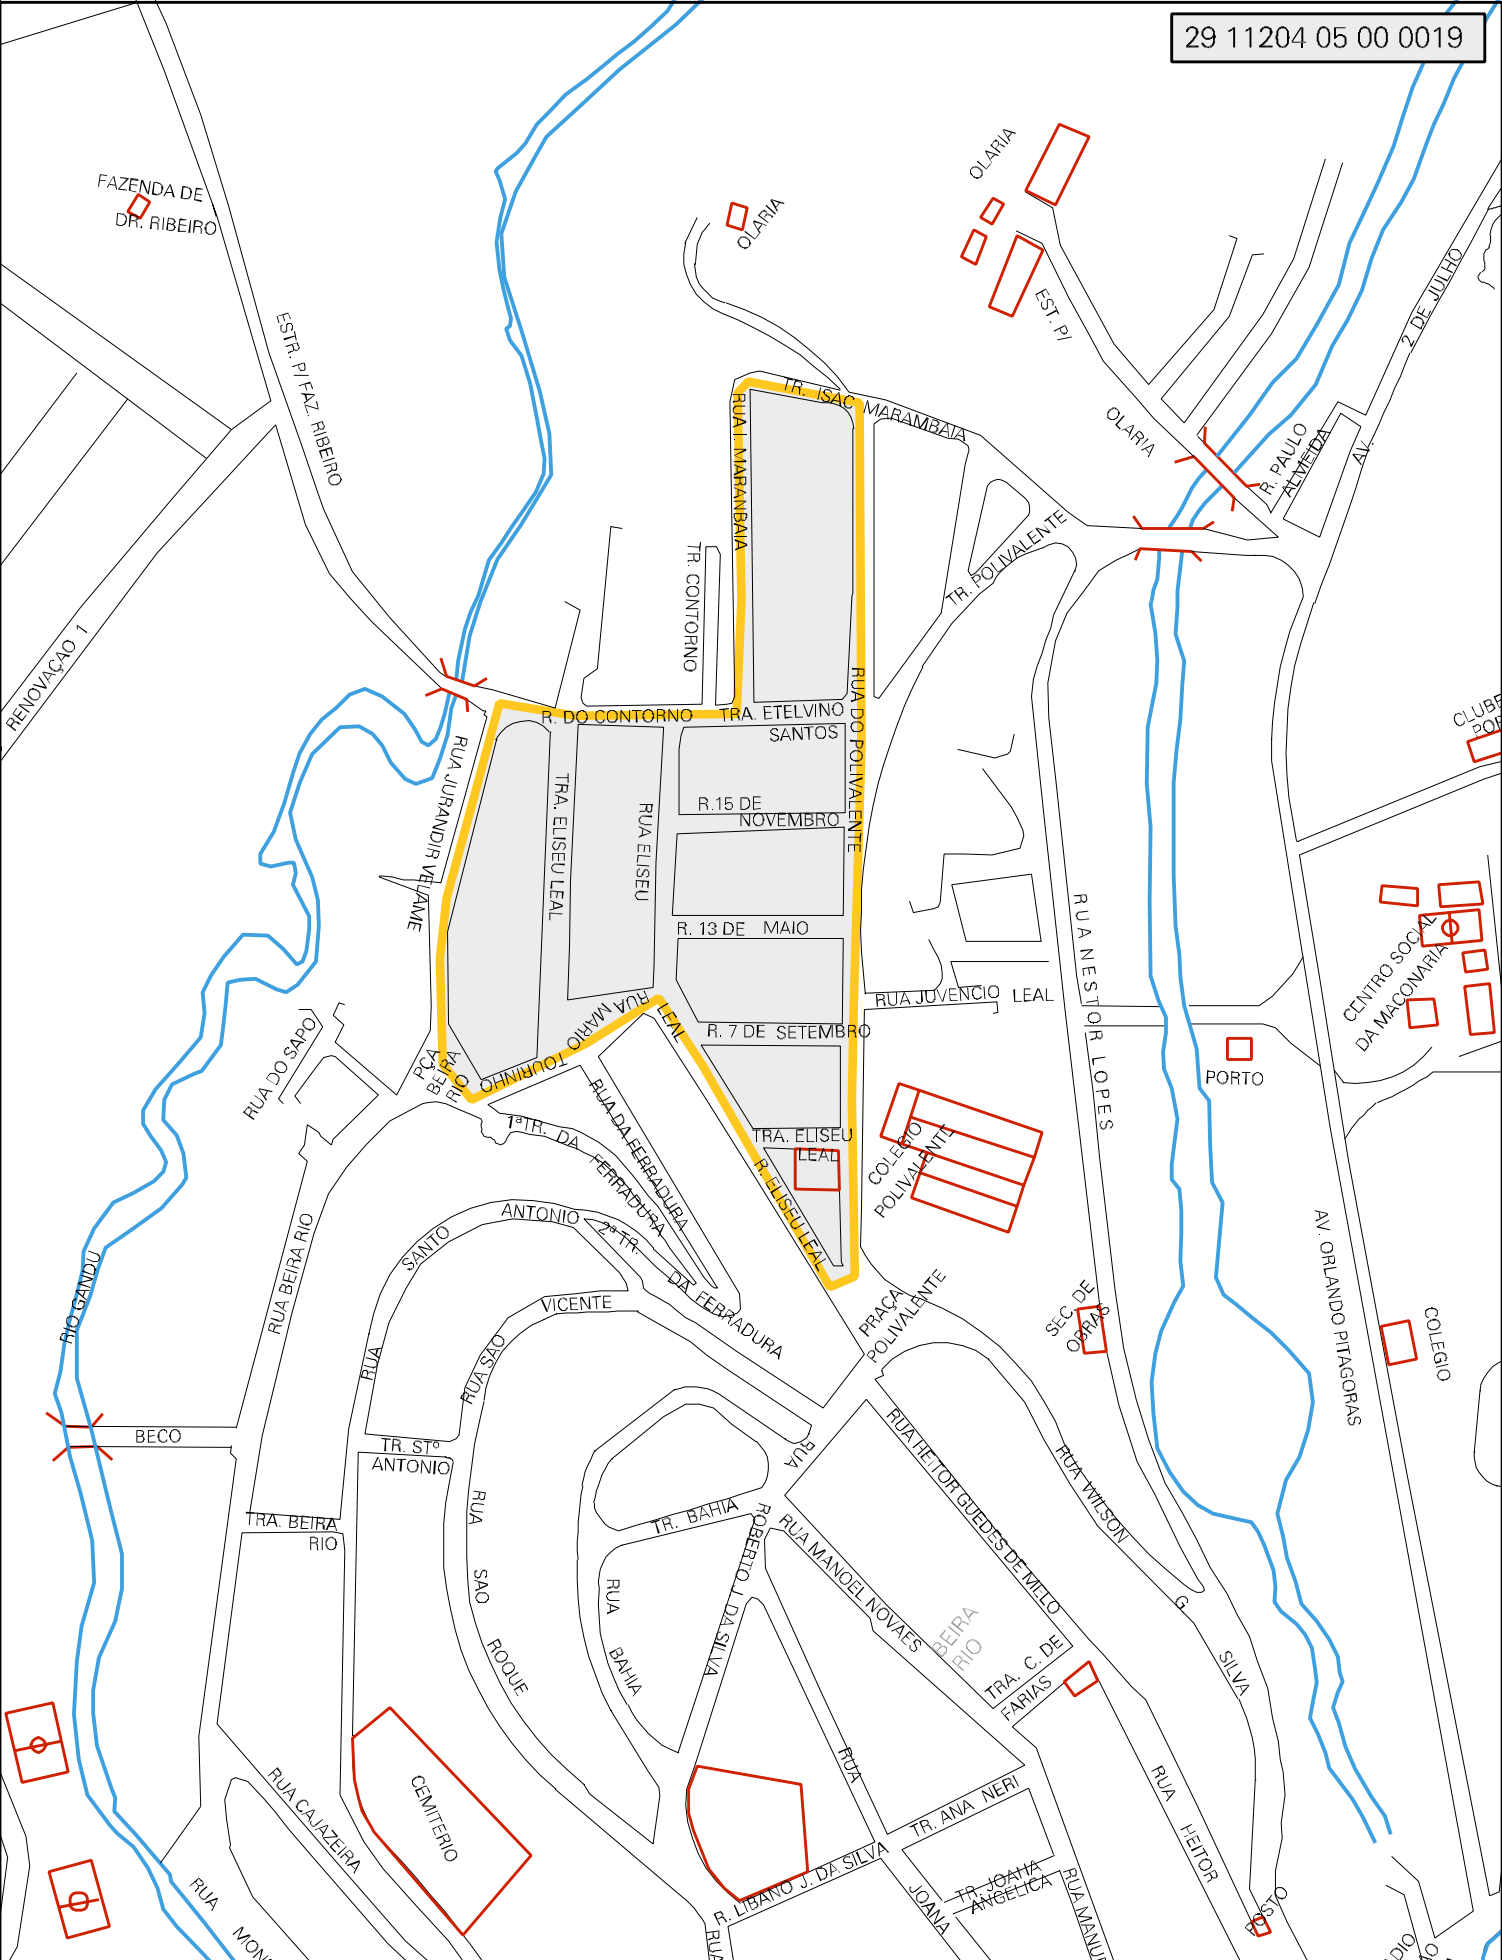 29 11204 05 00 0019
FAZENDA DE
DR. RIBEIRO
OLARIA
OLARIA
EST. P/
OLARIA
2 DE JULHO
AV.
R. PAULO
ALMEIDA
ESTR. P/ FAZ. RIBEIRO
TR. ISAC MARAMBAIA
RUA I. MARANBAIA
TR. CONTORNO
TR. POLIVALENTE
RENOVAÇAO 1
R. DO CONTORNO
TRA. ETELVINO
SANTOS
RUA DO POLIVALENTE
RUA JURANDIR VELAME
TRA. ELISEU LEAL
RUA ELISEU
LEAL
R.15 DE
NOVEMBRO
R. 13 DE MAIO
R. 7 DE SETEMBRO
RUA JUVENCIO LEAL
RUA NESTOR LOPES
CLUBE
CENTRO SOCIAL
DA MACONARIA
PORTO
RUA DO SAPO
PÇA
BEIRA
RIO
RUA MARIO
TOURINHO
TRA. ELISEU
LEAL
R. ELISEU LEAL
COLEGIO
POLIVALENTE
1ª TR. DA
FERRADURA
RUA DA FERRADURA
2ª TR.
DA FERRADURA
RUA SANTO ANTONIO
RUA BEIRA RIO
RIO GANDU
RUA SAO
VICENTE
PRAÇA
POLIVALENTE
SEC. DE
OBRAS
AV. ORLANDO PITAGORAS
COLEGIO
BECO
TR. STº
ANTONIO
TRA. BEIRA
RIO
RUA SAO ROQUE
TR. BAHIA
RUA BAHIA
RUA
ROBERTO J. DA SILVA
RUA MANOEL NOVAES
RUA HEITOR GUEDES DE MELO
RUA WILSON G SILVA
BEIRA
RIO
TRA. C. DE
FARIAS
RUA HEITOR
CEMITERIO
RUA CAJAZEIRA
RUA
RUA
JOANA
TR. ANA NERI
R. LIBANO J. DA SILVA
TR. JOANA
ANGELICA
POSTO
RUA